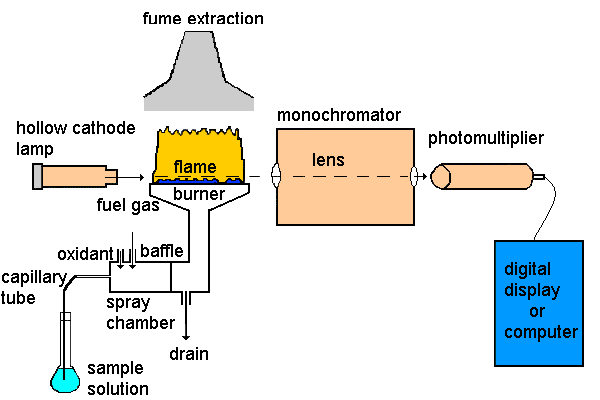 fume extraction
hollow cathode
lamp
flame
burner
fuel gas
monochromator
lens
photomultiplier
oxidant
baffle
capillary
tube
spray
chamber
drain
sample
solution
digital
display
or
computer